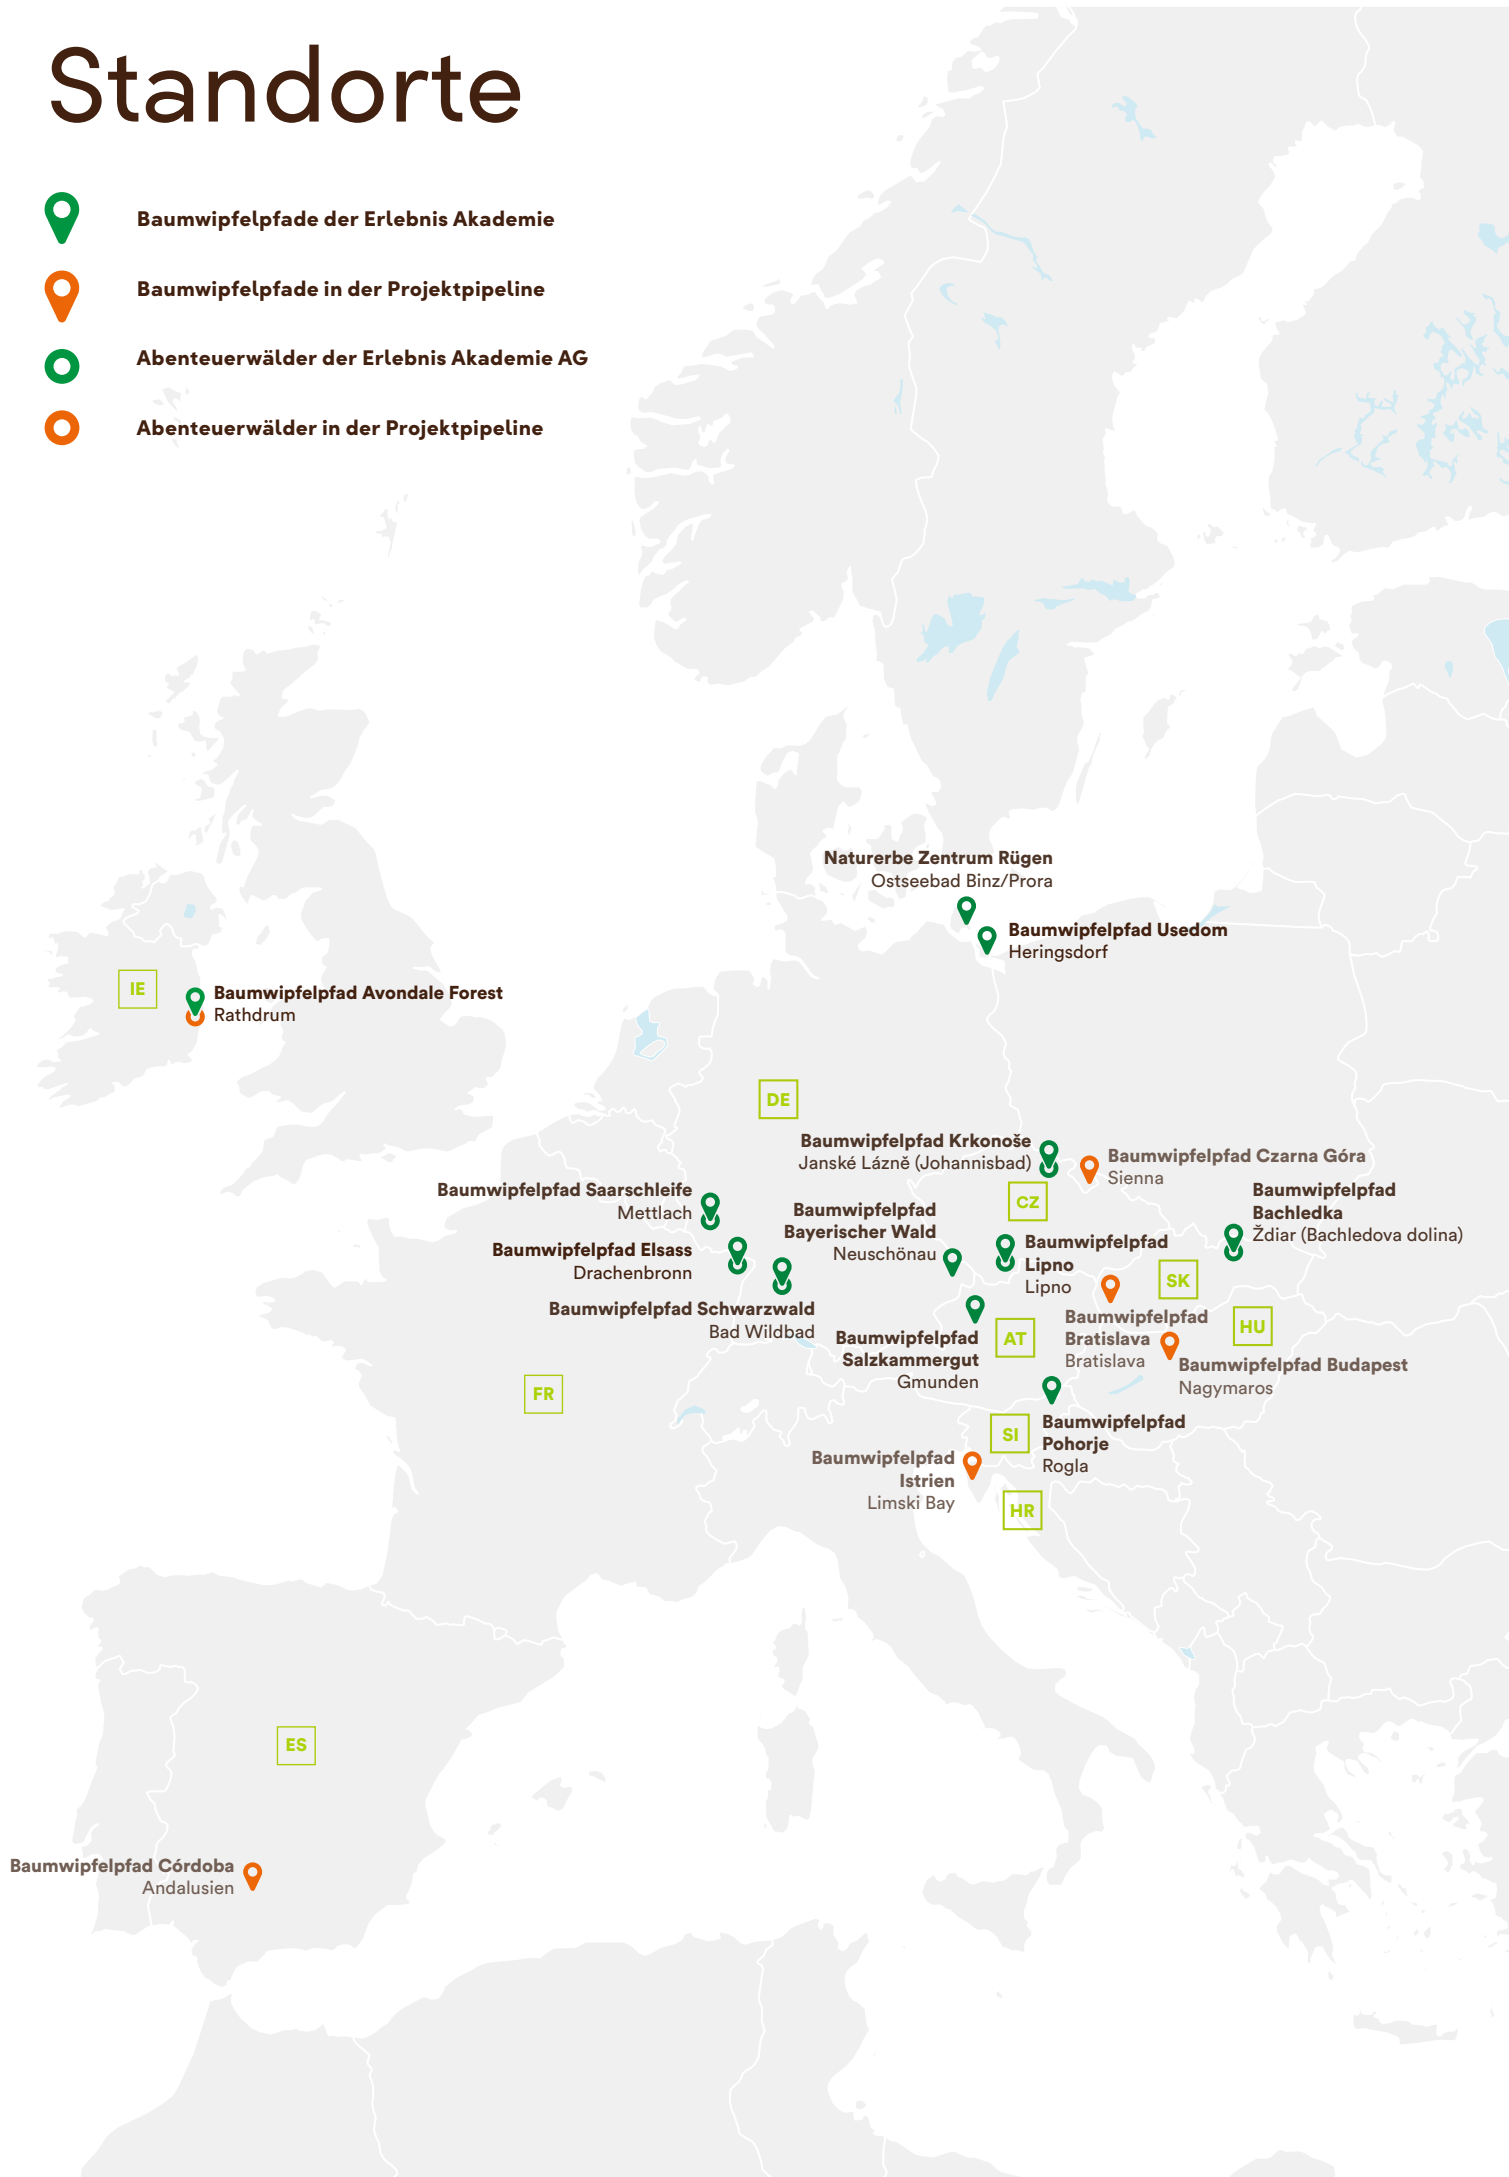 Standorte
Baumwipfelpfade der Erlebnis Akademie
Baumwipfelpfade in der Projektpipeline
Abenteuerwälder der Erlebnis Akademie AG
Abenteuerwälder in der Projektpipeline
Naturerbe Zentrum Rügen
Ostseebad Binz/Prora
Baumwipfelpfad Usedom
Heringsdorf
IE
Baumwipfelpfad Avondale Forest
Rathdrum
DE
Baumwipfelpfad Krkonoše
Janské Lázně (Johannisbad)
Baumwipfelpfad Czarna Góra
Sienna
CZ
Baumwipfelpfad Saarschleife
Mettlach
Baumwipfelpfad
Bachledka
Ždiar (Bachledova dolina)
Baumwipfelpfad
Bayerischer Wald
Neuschönau
Baumwipfelpfad Elsass
Drachenbronn
Baumwipfelpfad
Lipno
Lipno
SK
Baumwipfelpfad Schwarzwald
Bad Wildbad
Baumwipfelpfad
Salzkammergut
Gmunden
AT
Baumwipfelpfad
Bratislava
Bratislava
HU
Baumwipfelpfad Budapest
Nagymaros
FR
SI
Baumwipfelpfad
Pohorje
Rogla
Baumwipfelpfad
Istrien
Limski Bay
HR
ES
Baumwipfelpfad Córdoba
Andalusien